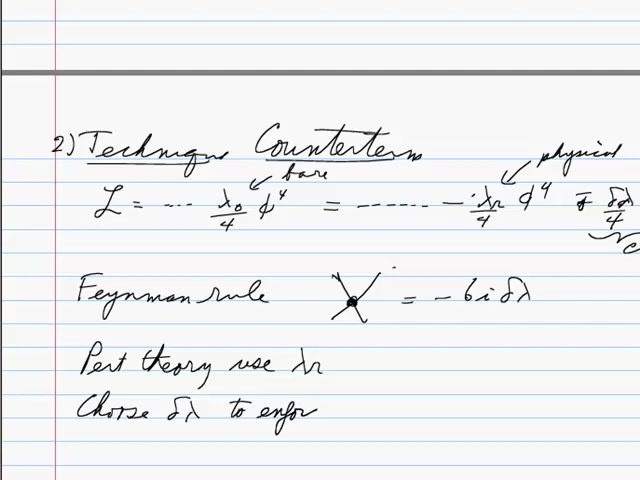 2) Technique Counterterms
bare physical
ℒ = ... λ₀/4 φ⁴ = ------ - λr/4 φ⁴ δλ/4
Feynman rule = - 6iδλ
Pert theory use λr
Choose δλ to enfor